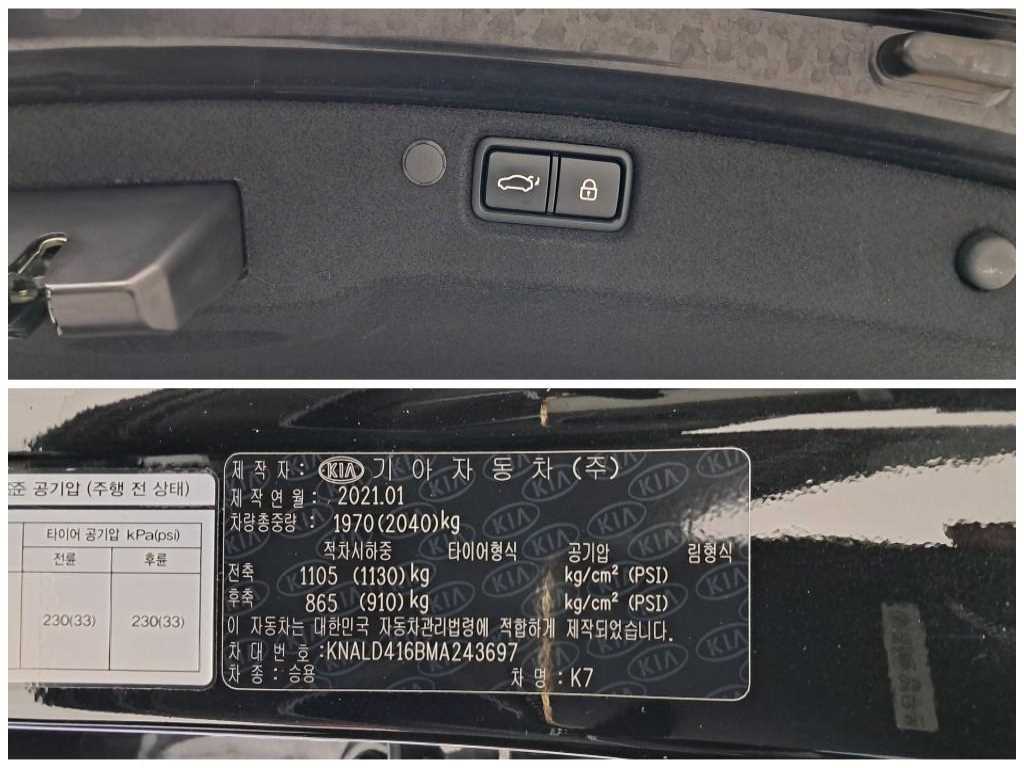 준 공기압 (주행 전 상태)
타이어 공기압 kPa(psi)
전륜 후륜
230(33) 230(33)
제 작 자 : KIA 기 아 자 동 차 (주)
제 작 연 월 : 2021.01
차량총중량 : 1970(2040)kg
적차시하중 타이어형식 공기압 림형식
전축 1105 (1130)kg kg/cm² (PSI)
후축 865 (910)kg kg/cm² (PSI)
이 자동차는 대한민국 자동차관리법령에 적합하게 제작되었습니다.
차 대 번 호 :KNALD416BMA243697
차 종 : 승용 차 명 : K7